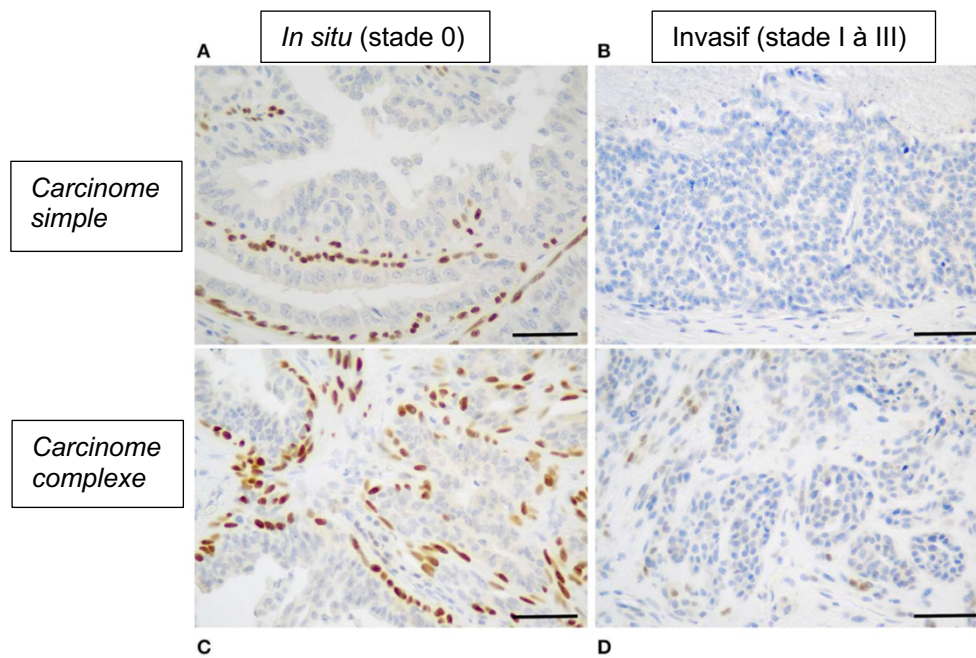 In situ (stade 0)
Invasif (stade I à III)
A
B
Carcinome
simple
Carcinome
complexe
C
D